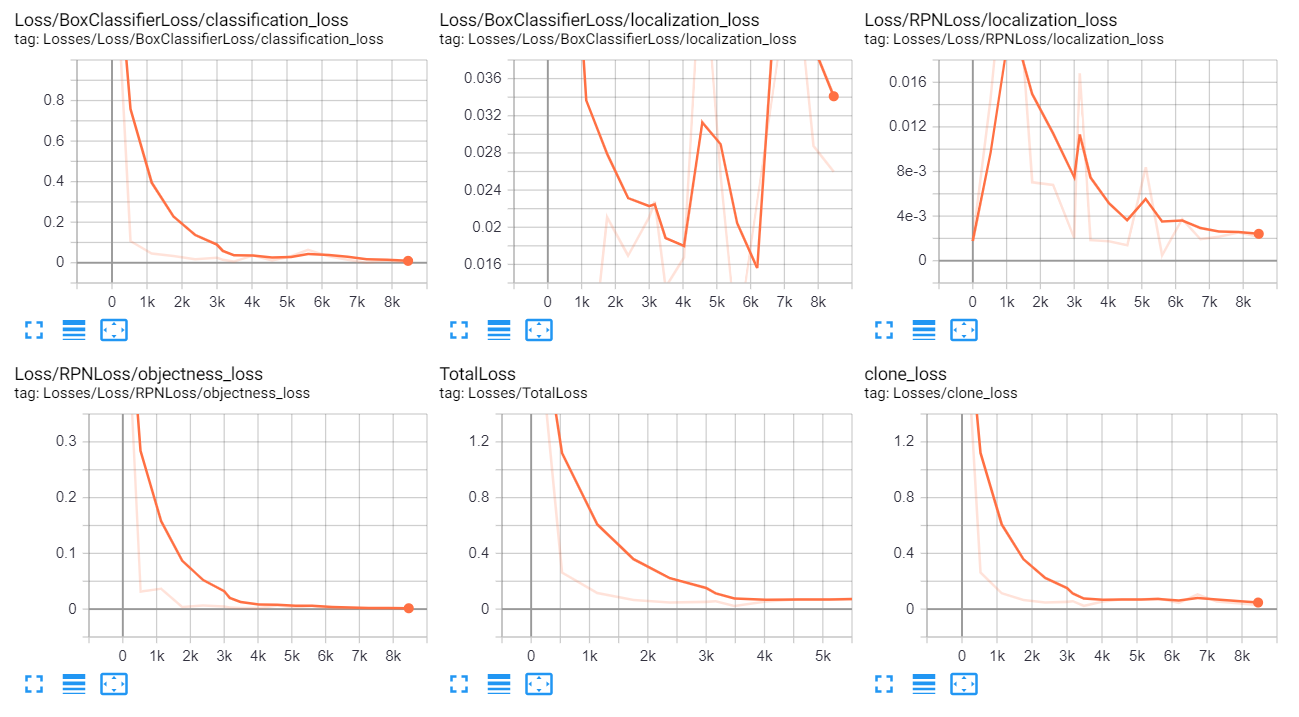 Loss/BoxClassifierLoss/classification_loss
tag: Losses/Loss/BoxClassifierLoss/classification_loss
0.8
0.6
0.4
0.2
0
0 1k 2k 3k 4k 5k 6k 7k 8k
Loss/BoxClassifierLoss/localization_loss
tag: Losses/Loss/BoxClassifierLoss/localization_loss
0.036
0.032
0.028
0.024
0.02
0.016
0 1k 2k 3k 4k 5k 6k 7k 8k
Loss/RPNLoss/localization_loss
tag: Losses/Loss/RPNLoss/localization_loss
0.016
0.012
8e-3
4e-3
0
0 1k 2k 3k 4k 5k 6k 7k 8k
Loss/RPNLoss/objectness_loss
tag: Losses/Loss/RPNLoss/objectness_loss
0.3
0.2
0.1
0
0 1k 2k 3k 4k 5k 6k 7k 8k
TotalLoss
tag: Losses/TotalLoss
1.2
0.8
0.4
0
0 1k 2k 3k 4k 5k
clone_loss
tag: Losses/clone_loss
1.2
0.8
0.4
0
0 1k 2k 3k 4k 5k 6k 7k 8k